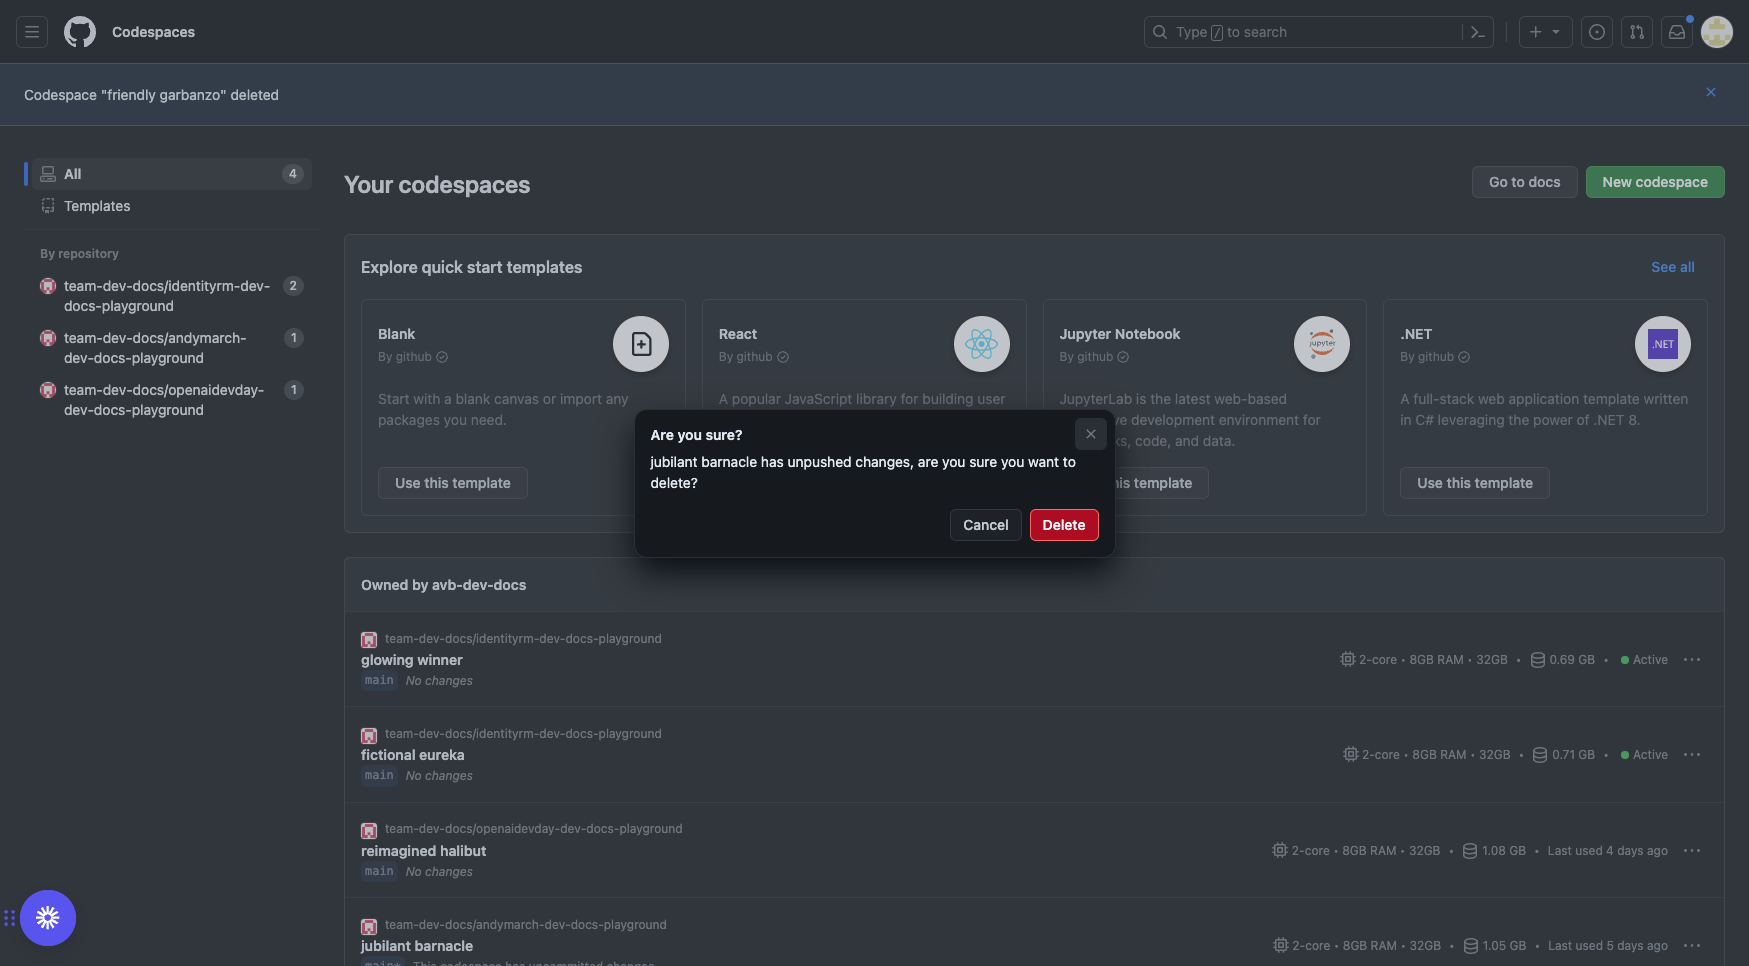 Codespaces
Type / to search
Codespace "friendly garbanzo" deleted
All
4
Templates
By repository
team-dev-docs/identityrm-dev-
docs-playground
2
team-dev-docs/andymarch-
dev-docs-playground
1
team-dev-docs/openaidevday-
dev-docs-playground
1
Your codespaces
Go to docs
New codespace
Explore quick start templates
See all
Blank
By github
Start with a blank canvas or import any
packages you need.
Use this template
React
By github
A popular JavaScript library for building user
Jupyter Notebook
By github
jupyter
JupyterLab is the latest web-based
ve development environment for
ks, code, and data.
is template
.NET
By github
.NET
A full-stack web application template written
in C# leveraging the power of .NET 8.
Use this template
Are you sure?
jubilant barnacle has unpushed changes, are you sure you want to
delete?
Cancel
Delete
Owned by avb-dev-docs
team-dev-docs/identityrm-dev-docs-playground
glowing winner
main No changes
2-core • 8GB RAM • 32GB • 0.69 GB • Active
team-dev-docs/identityrm-dev-docs-playground
fictional eureka
main No changes
2-core • 8GB RAM • 32GB • 0.71 GB • Active
team-dev-docs/openaidevday-dev-docs-playground
reimagined halibut
main No changes
2-core • 8GB RAM • 32GB • 1.08 GB • Last used 4 days ago
team-dev-docs/andymarch-dev-docs-playground
jubilant barnacle
main* This codespace has uncommitted changes
2-core • 8GB RAM • 32GB • 1.05 GB • Last used 5 days ago